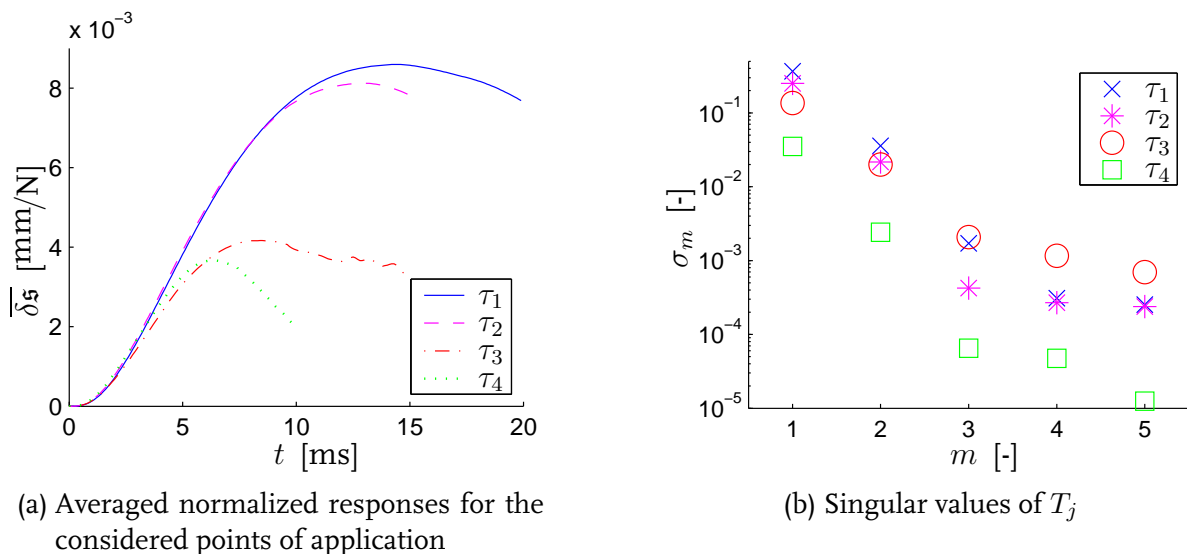 x 10⁻³
8
6
4
2
0
0 5 10 15 20
δ𝔰 [mm/N]
t [ms]
τ₁
τ₂
τ₃
τ₄
(a) Averaged normalized responses for the
considered points of application
10⁻¹
10⁻²
10⁻³
10⁻⁴
10⁻⁵
1 2 3 4 5
σₘ [-]
m [-]
τ₁
τ₂
τ₃
τ₄
(b) Singular values of Tⱼ